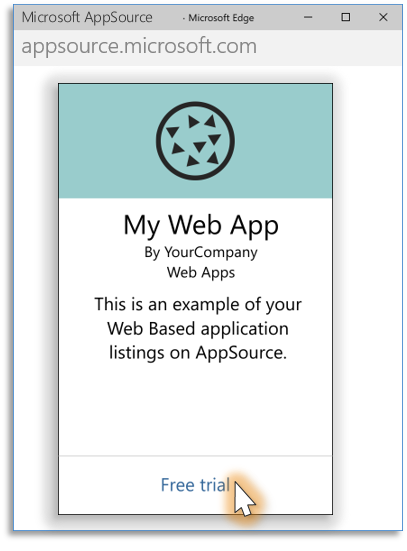 Microsoft AppSource - Microsoft Edge
appsource.microsoft.com
My Web App
By YourCompany
Web Apps
This is an example of your
Web Based application
listings on AppSource.
Free trial